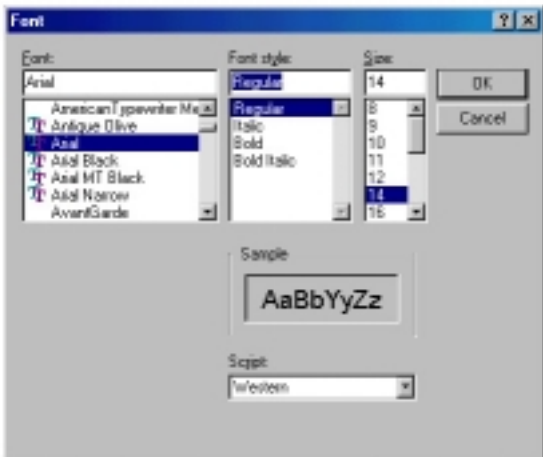 Font
Font:
Arial
AmericanTypewriter Me
Antique Olive
Arial
Arial Black
Arial MT Black
Arial Narrow
AvantGarde
Font style:
Regular
Regular
Italic
Bold
Bold Italic
Size:
14
8
9
10
11
12
14
16
OK
Cancel
Sample
AaBbYyZz
Script:
Western